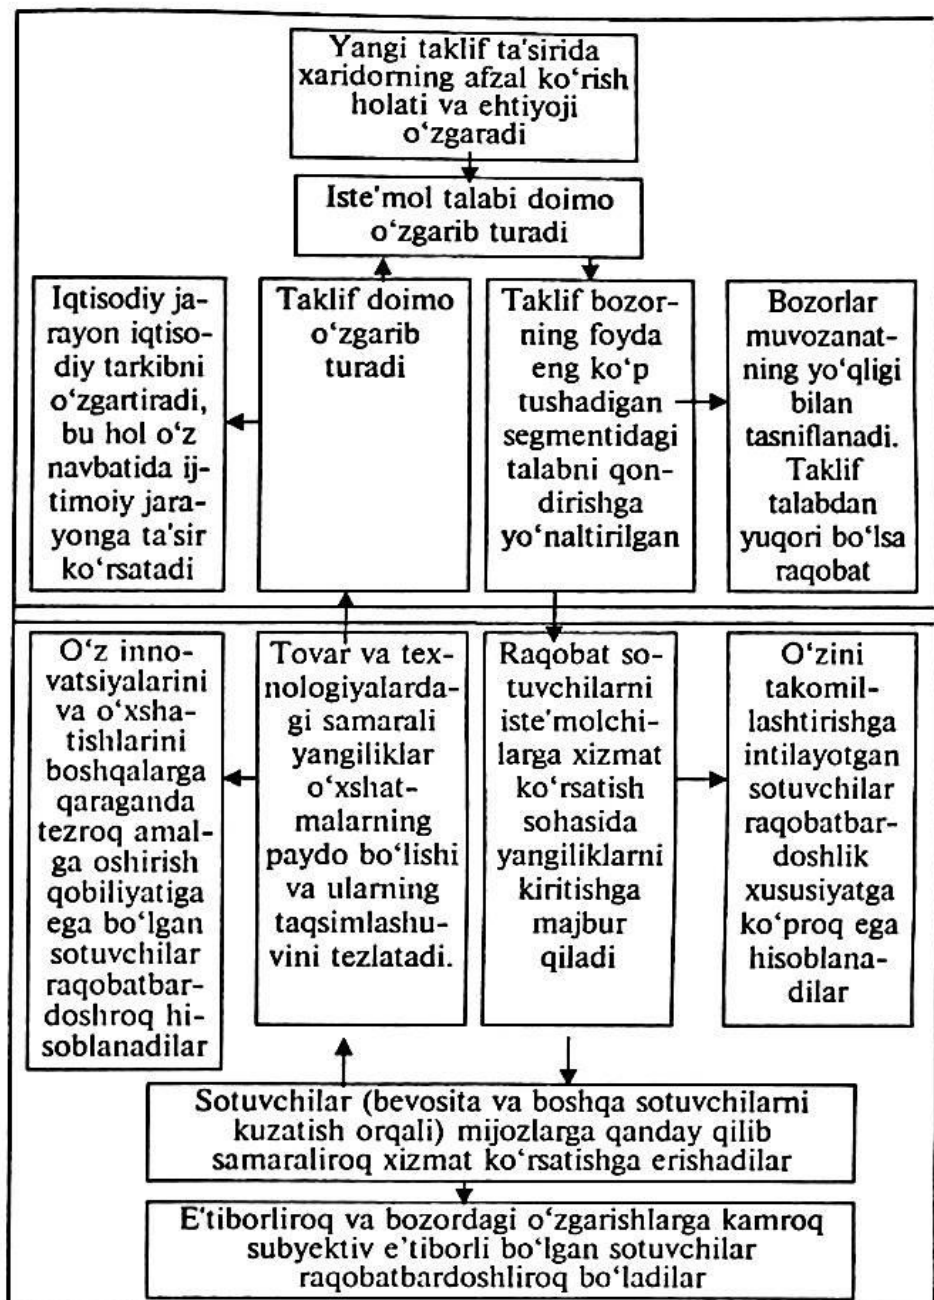 Yangi taklif ta'sirida
xaridorning afzal ko‘rish
holati va ehtiyoji
o‘zgaradi
Iste'mol talabi doimo
o‘zgarib turadi
Iqtisodiy ja-
rayon iqtiso-
diy tarkibni
o‘zgartiradi,
bu hol o‘z
navbatida ij-
timoiy jara-
yonga ta'sir
ko‘rsatadi
Taklif doimo
o‘zgarib
turadi
Taklif bozor-
ning foyda
eng ko‘p
tushadigan
segmentidagi
talabni qon-
dirishga
yo‘naltirilgan
Bozorlar
muvozanat-
ning yo‘qligi
bilan
tasniflanadi.
Taklif
talabdan
yuqori bo‘lsa
raqobat
O‘z inno-
vatsiyalarini
va o‘xsha-
tishlarini
boshqalarga
qaraganda
tezroq amal-
ga oshirish
qobiliyatiga
ega bo‘lgan
sotuvchilar
raqobatbar-
doshroq hi-
soblanadilar
Tovar va tex-
nologiyalarda-
gi samarali
yangiliklar
o‘xshat-
malarning
paydo bo‘lishi
va ularning
taqsimlashu-
vini tezlatadi.
Raqobat so-
tuvchilarni
iste'molchi-
larga xizmat
ko‘rsatish
sohasida
yangiliklarni
kiritishga
majbur
qiladi
O‘zini
takomil-
lashtirishga
intilayotgan
sotuvchilar
raqobatbar-
doshlik
xususiyatga
ko‘proq ega
hisoblana-
dilar
Sotuvchilar (bevosita va boshqa sotuvchilarni
kuzatish orqali) mijozlarga qanday qilib
samaraliroq xizmat ko‘rsatishga erishadilar
E'tiborliroq va bozordagi o‘zgarishlarga kamroq
subyektiv e’tiborli bo‘lgan sotuvchilar
raqobatbardoshliroq bo‘ladilar